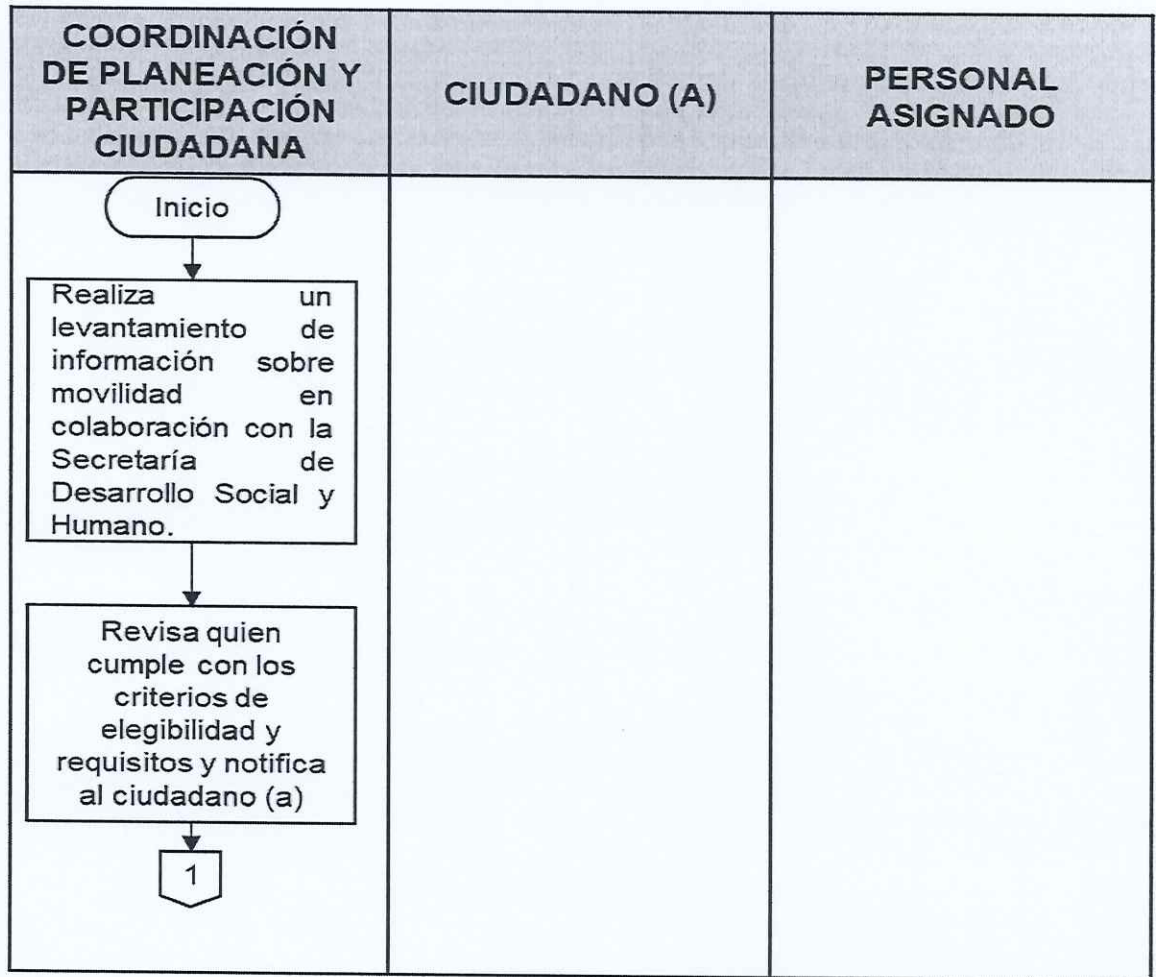 COORDINACIÓN
DE PLANEACIÓN Y
PARTICIPACIÓN
CIUDADANA
CIUDADANO (A)
PERSONAL
ASIGNADO
Inicio
Realiza un
levantamiento de
información sobre
movilidad en
colaboración con la
Secretaría de
Desarrollo Social y
Humano.
Revisa quien
cumple con los
criterios de
elegibilidad y
requisitos y notifica
al ciudadano (a)
1